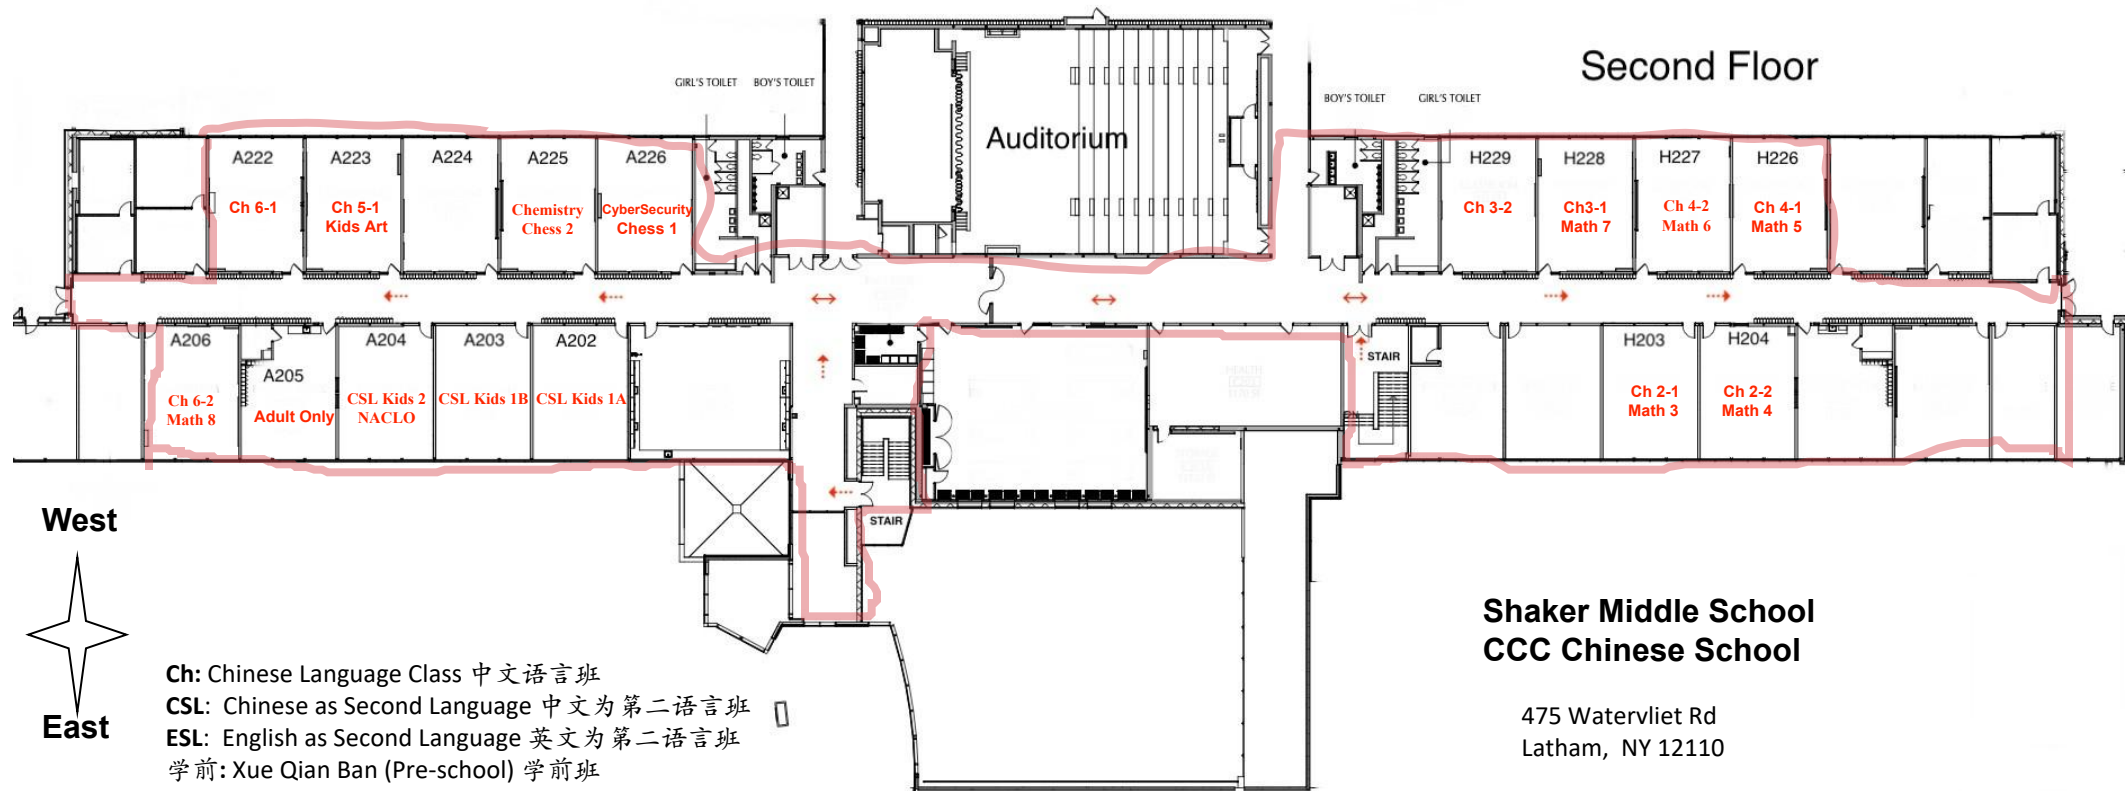 Second Floor
GIRL'S TOILET
BOY'S TOILET
Auditorium
BOY'S TOILET
GIRL'S TOILET
A222
Ch 6-1
A223
Ch 5-1
Kids Art
A224
A225
Chemistry
Chess 2
A226
CyberSecurity
Chess 1
H229
Ch 3-2
H228
Ch3-1
Math 7
H227
Ch 4-2
Math 6
H226
Ch 4-1
Math 5
A206
Ch 6-2
Math 8
A205
Adult Only
A204
CSL Kids 2
NACLO
A203
CSL Kids 1B
A202
CSL Kids 1A
STAIR
STAIR
H203
Ch 2-1
Math 3
H204
Ch 2-2
Math 4
West
East
Ch: Chinese Language Class 中文语言班
CSL: Chinese as Second Language 中文为第二语言班
ESL: English as Second Language 英文为第二语言班
学前: Xue Qian Ban (Pre-school) 学前班
Shaker Middle School
CCC Chinese School
475 Watervliet Rd
Latham, NY 12110